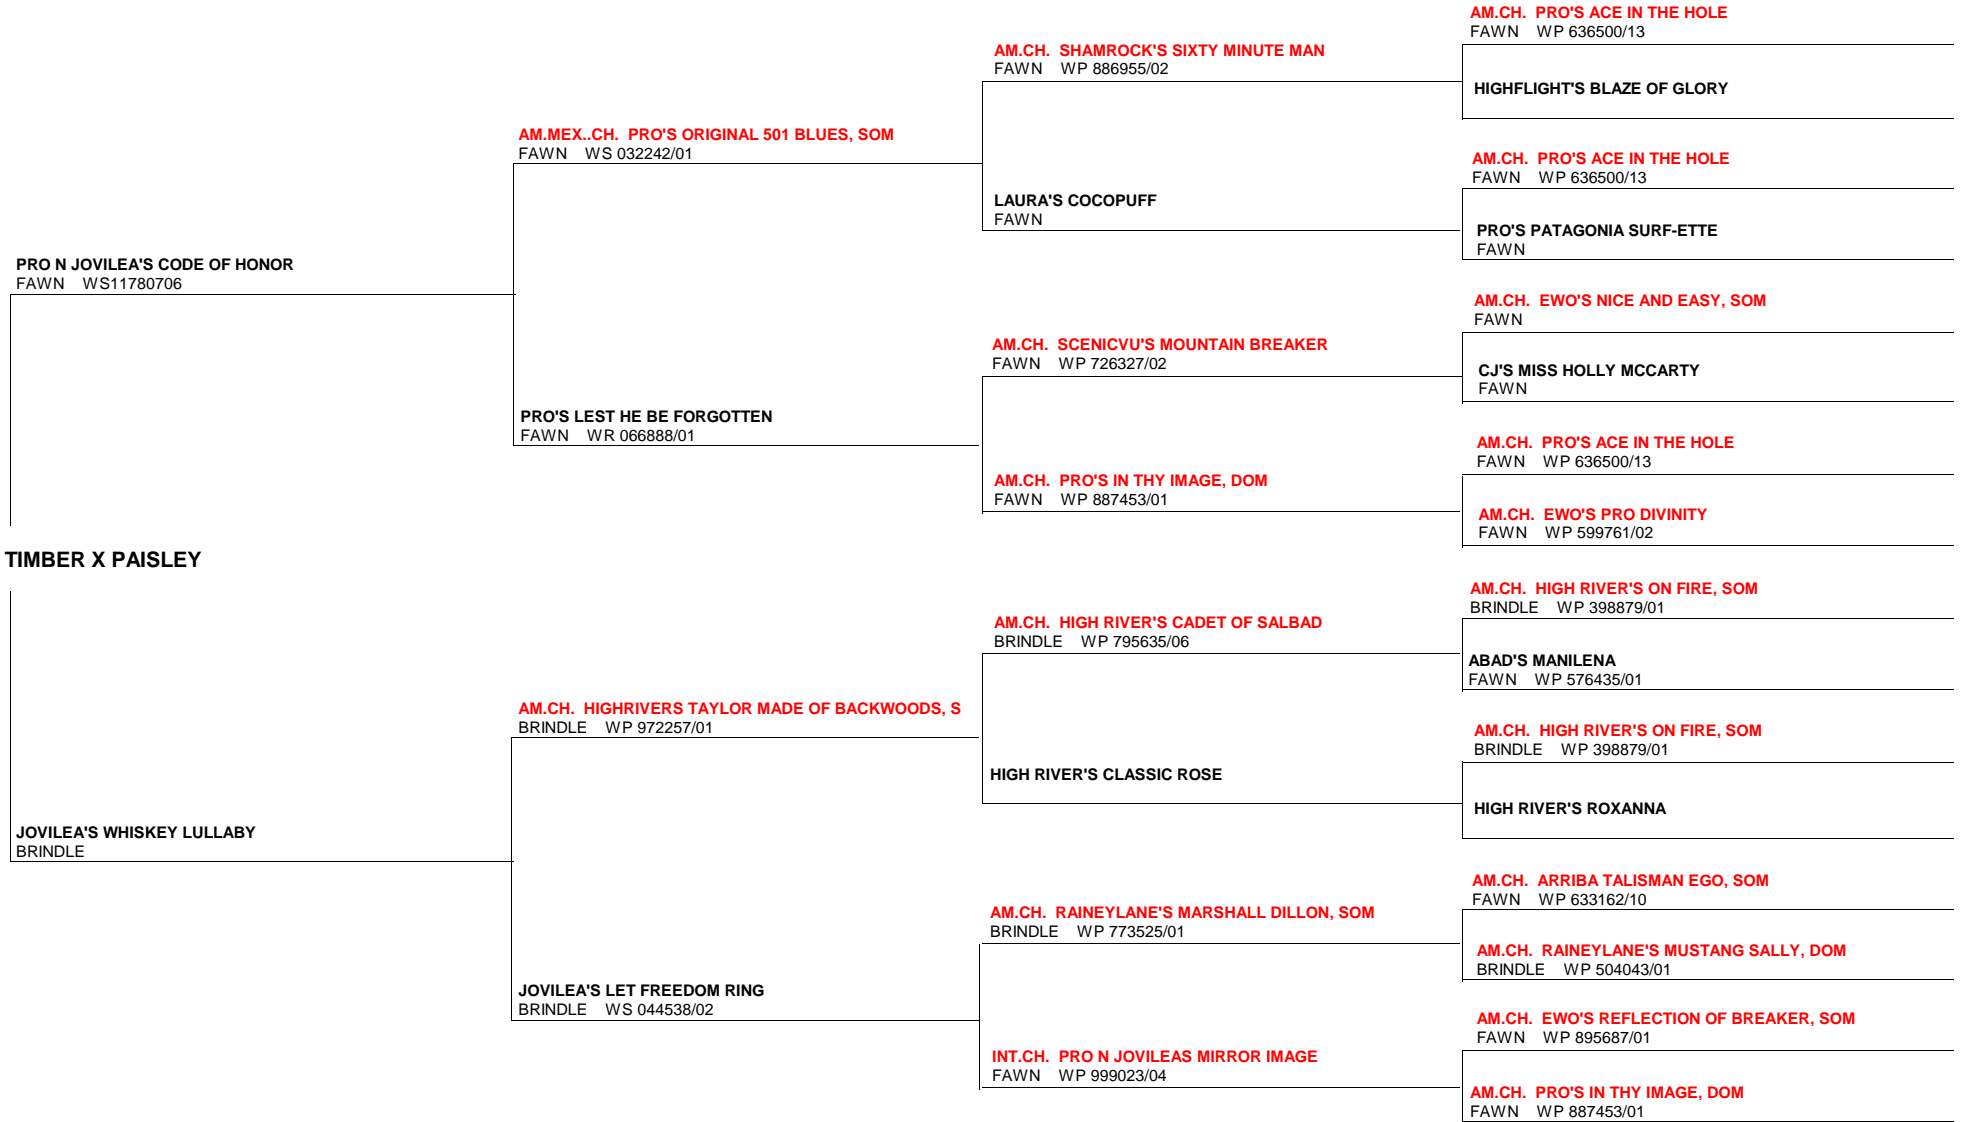 PRO N JOVILEA'S CODE OF HONOR
FAWN WS11780706
TIMBER X PAISLEY
JOVILEA'S WHISKEY LULLABY
BRINDLE
AM.MEX..CH. PRO'S ORIGINAL 501 BLUES, SOM
FAWN WS 032242/01
PRO'S LEST HE BE FORGOTTEN
FAWN WR 066888/01
AM.CH. HIGHRIVERS TAYLOR MADE OF BACKWOODS, S
BRINDLE WP 972257/01
JOVILEA'S LET FREEDOM RING
BRINDLE WS 044538/02
AM.CH. SHAMROCK'S SIXTY MINUTE MAN
FAWN WP 886955/02
LAURA'S COCOPUFF
FAWN
AM.CH. SCENICVU'S MOUNTAIN BREAKER
FAWN WP 726327/02
AM.CH. PRO'S IN THY IMAGE, DOM
FAWN WP 887453/01
AM.CH. HIGH RIVER'S CADET OF SALBAD
BRINDLE WP 795635/06
HIGH RIVER'S CLASSIC ROSE
AM.CH. RAINEYLANE'S MARSHALL DILLON, SOM
BRINDLE WP 773525/01
INT.CH. PRO N JOVILEAS MIRROR IMAGE
FAWN WP 999023/04
AM.CH. PRO'S ACE IN THE HOLE
FAWN WP 636500/13
HIGHFLIGHT'S BLAZE OF GLORY
AM.CH. PRO'S ACE IN THE HOLE
FAWN WP 636500/13
PRO'S PATAGONIA SURF-ETTE
FAWN
AM.CH. EWO'S NICE AND EASY, SOM
FAWN
CJ'S MISS HOLLY MCCARTY
FAWN
AM.CH. PRO'S ACE IN THE HOLE
FAWN WP 636500/13
AM.CH. EWO'S PRO DIVINITY
FAWN WP 599761/02
AM.CH. HIGH RIVER'S ON FIRE, SOM
BRINDLE WP 398879/01
ABAD'S MANILENA
FAWN WP 576435/01
AM.CH. HIGH RIVER'S ON FIRE, SOM
BRINDLE WP 398879/01
HIGH RIVER'S ROXANNA
AM.CH. ARRIBA TALISMAN EGO, SOM
FAWN WP 633162/10
AM.CH. RAINEYLANE'S MUSTANG SALLY, DOM
BRINDLE WP 504043/01
AM.CH. EWO'S REFLECTION OF BREAKER, SOM
FAWN WP 895687/01
AM.CH. PRO'S IN THY IMAGE, DOM
FAWN WP 887453/01